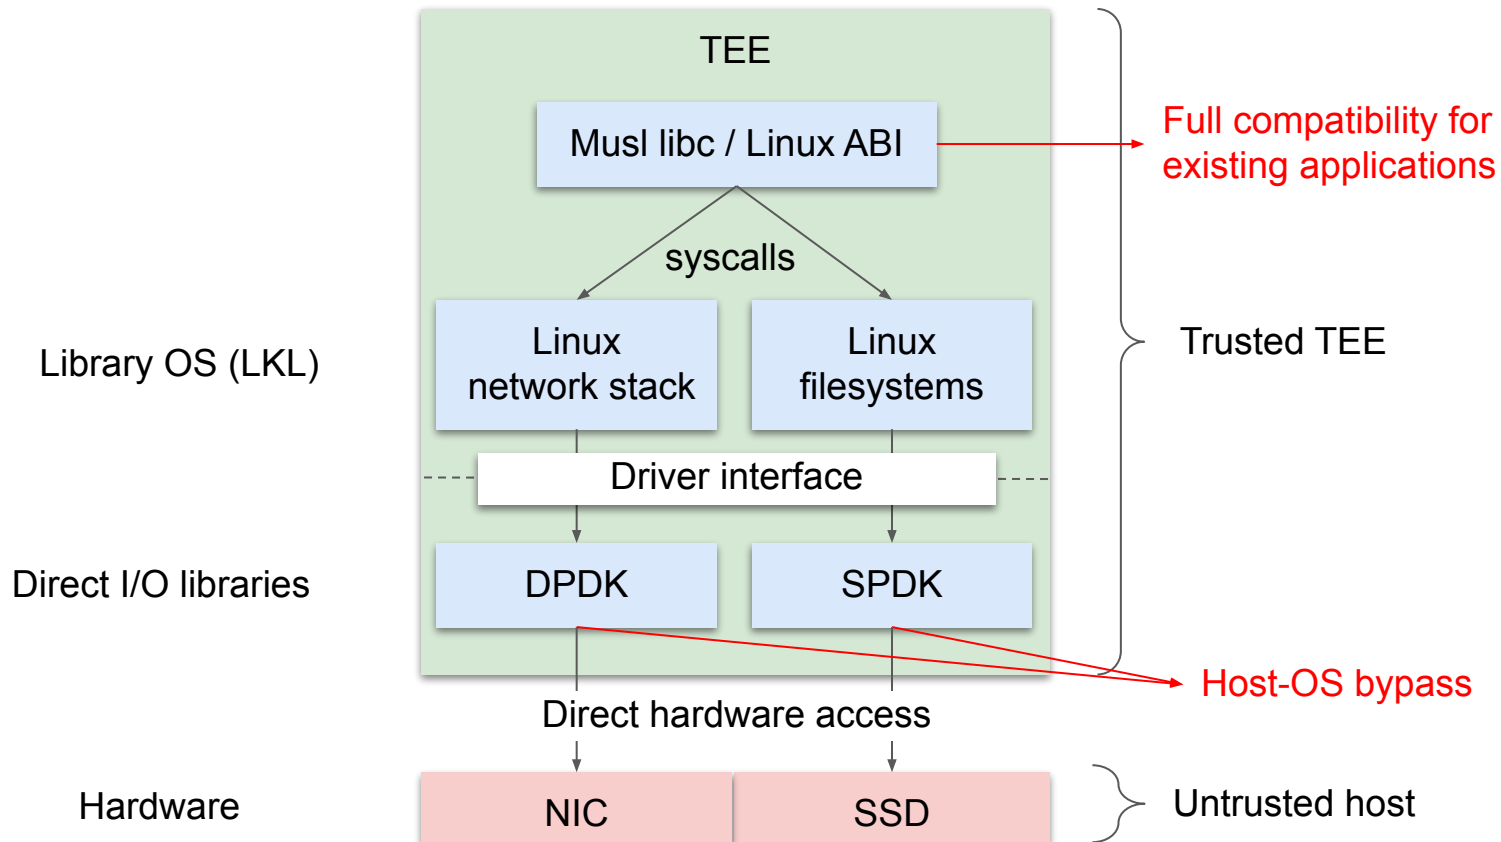 TEE
Musl libc / Linux ABI
Full compatibility for
existing applications
syscalls
Library OS (LKL)
Linux
network stack
Linux
filesystems
Trusted TEE
Driver interface
Direct I/O libraries
DPDK
SPDK
Host-OS bypass
Direct hardware access
Hardware
NIC
SSD
Untrusted host